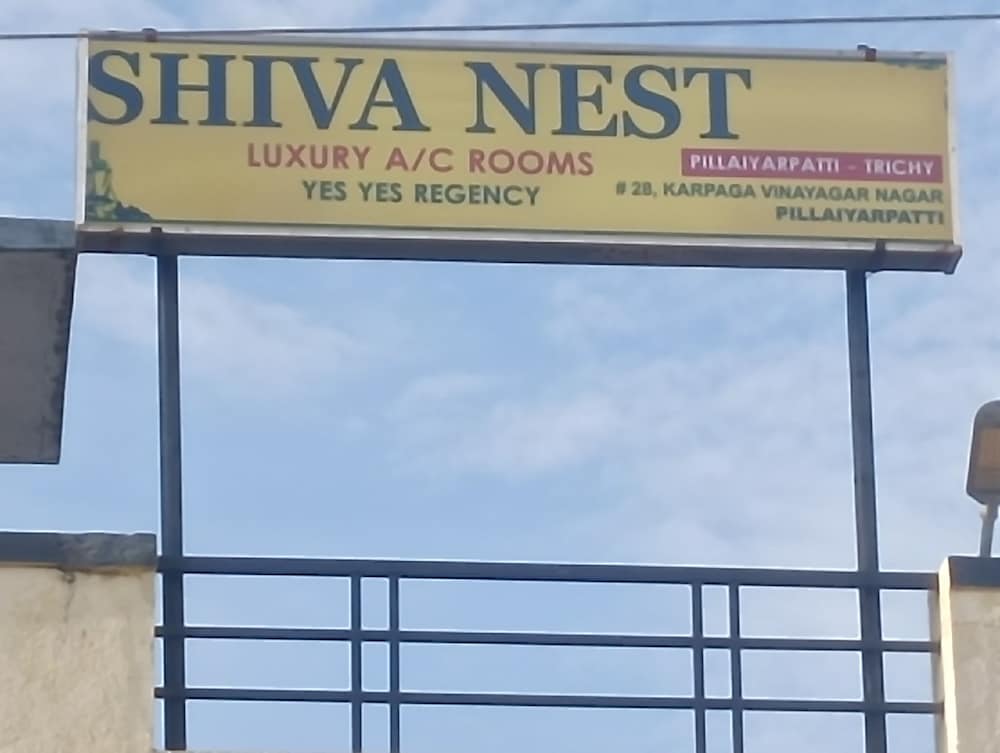 SHIVA NEST
LUXURY A/C ROOMS
YES YES REGENCY
PILLAIYARPATTI - TRICHY
# 28, KARPAGA VINAYAGAR NAGAR
PILLAIYARPATTI